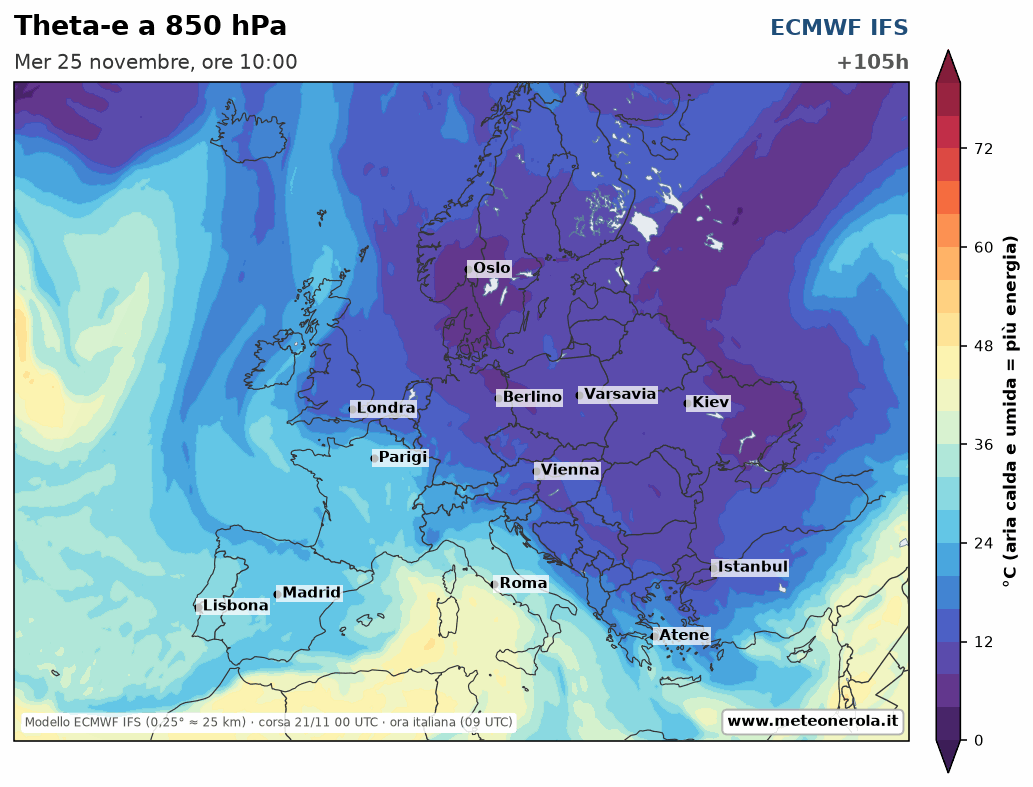 Theta-e a 850 hPa
ECMWF IFS
Mer 25 novembre, ore 10:00
+105h
72
60
48
36
24
12
0
°C (aria calda e umida = più energia)
Oslo
Berlino
Varsavia
Kiev
Londra
Parigi
Vienna
Istanbul
Roma
Madrid
Lisbona
Atene
Modello ECMWF IFS (0,25° ≈ 25 km) · corsa 21/11 00 UTC · ora italiana (09 UTC)
www.meteonerola.it